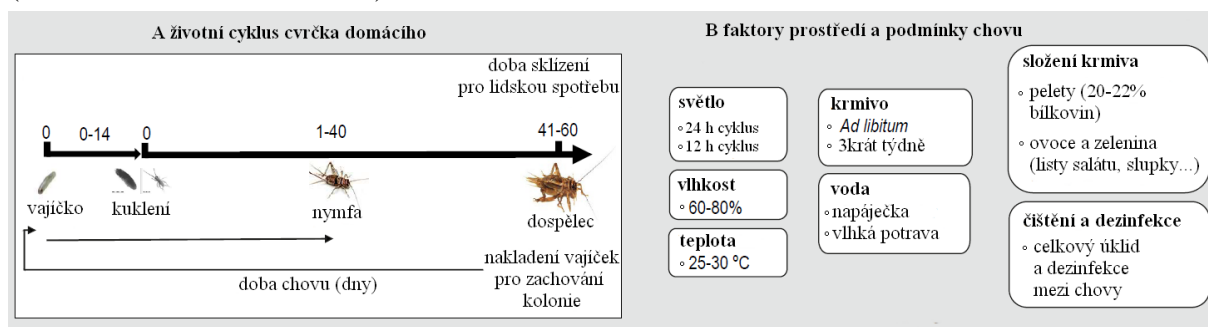 A životní cyklus cvrčka domácího
doba sklízení
pro lidskou spotřebu
0
0-14
0
1-40
41-60
vajíčko
kuklení
nymfa
dospělec
doba chovu (dny)
nakladení vajíček
pro zachování
kolonie
B faktory prostředí a podmínky chovu
světlo
◦ 24 h cyklus
◦ 12 h cyklus
vlhkost
◦ 60-80%
teplota
◦ 25-30 ºC
krmivo
◦ Ad libitum
◦ 3krát týdně
voda
◦ napáječka
◦ vlhká potrava
složení krmiva
◦ pelety (20-22%
bílkovin)
◦ ovoce a zelenina
(listy salátu, slupky...)
čištění a dezinfekce
◦ celkový úklid
a dezinfekce
mezi chovy